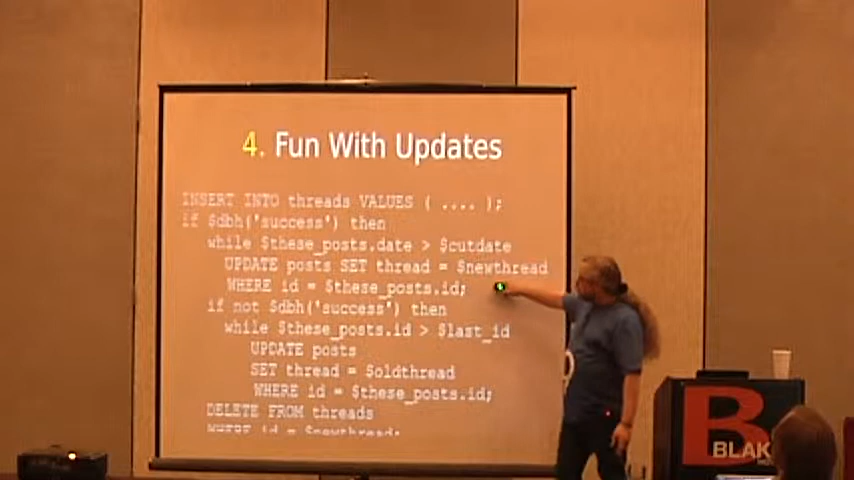 4. Fun With Updates
INSERT INTO threads VALUES ( .... );
if $dbh('success') then
while $these_posts.date > $cutdate
UPDATE posts SET thread = $newthread
WHERE id = $these_posts.id;
if not $dbh('success') then
while $these_posts.id > $last_id
UPDATE posts
SET thread = $oldthread
WHERE id = $these_posts.id;
DELETE FROM threads
WHERE id = $newthread;
B
BLAK